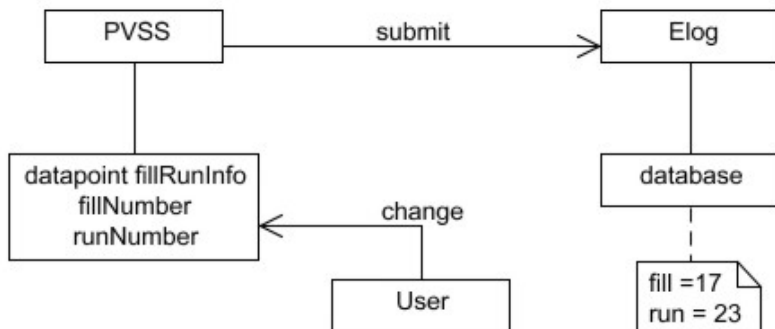 PVSS
submit
Elog
datapoint fillRunInfo
fillNumber
runNumber
database
change
User
fill =17
run = 23